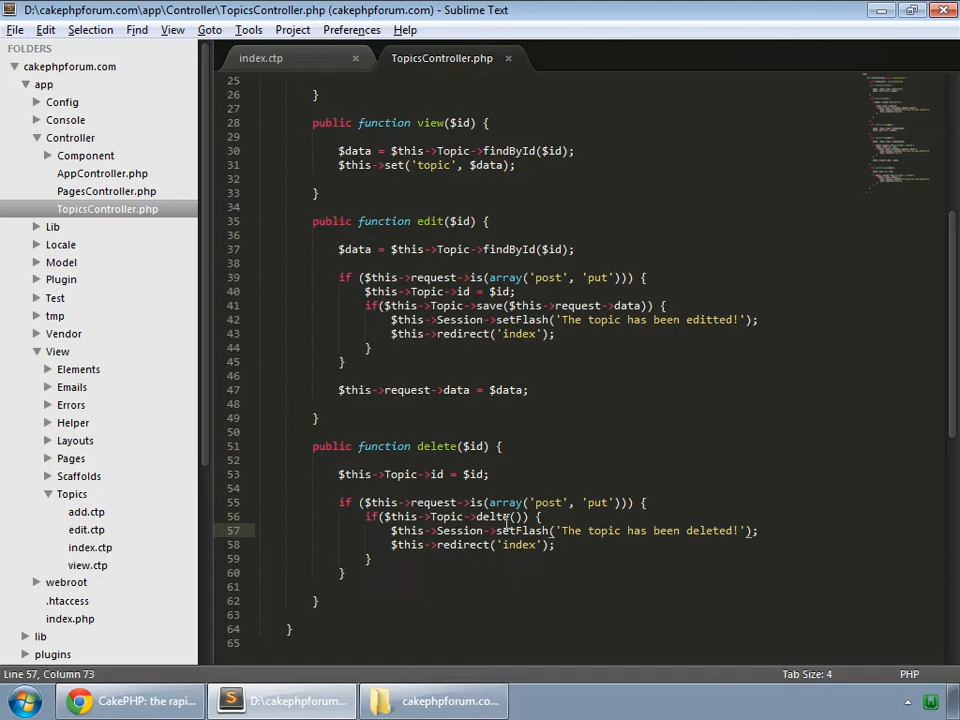 D:\cakephpforum.com\app\Controller\TopicsController.php (cakephpforum.com) - Sublime Text
File Edit Selection Find View Goto Tools Project Preferences Help
FOLDERS
cakephpforum.com
app
Config
Console
Controller
Component
AppController.php
PagesController.php
TopicsController.php
Lib
Locale
Model
Plugin
Test
tmp
Vendor
View
Elements
Emails
Errors
Helper
Layouts
Pages
Scaffolds
Topics
add.ctp
edit.ctp
index.ctp
view.ctp
webroot
.htaccess
index.php
lib
plugins
index.ctp TopicsController.php
25
26 }
27
28 public function view($id) {
29
30 $data = $this->Topic->findById($id);
31 $this->set('topic', $data);
32
33 }
34
35 public function edit($id) {
36
37 $data = $this->Topic->findById($id);
38
39 if ($this->request->is(array('post', 'put'))) {
40 $this->Topic->id = $id;
41 if($this->Topic->save($this->request->data)) {
42 $this->Session->setFlash('The topic has been editted!');
43 $this->redirect('index');
44 }
45 }
46
47 $this->request->data = $data;
48
49 }
50
51 public function delete($id) {
52
53 $this->Topic->id = $id;
54
55 if ($this->request->is(array('post', 'put'))) {
56 if($this->Topic->delte()) {
57 $this->Session->setFlash('The topic has been deleted!');
58 $this->redirect('index');
59 }
60 }
61
62 }
63
64 }
65
Line 57, Column 73 Tab Size: 4 PHP
CakePHP: the rapi... D:\cakephpforum.c... cakephpforum.co...